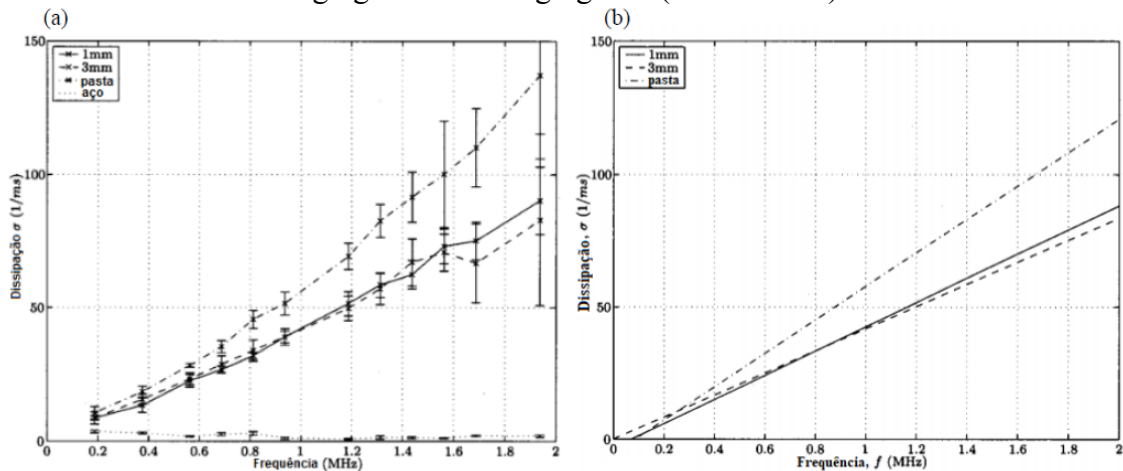 (a)
150
100
50
0
Dissipação σ (1/ms)
1mm
3mm
pasta
aço
0 0.2 0.4 0.6 0.8 1 1.2 1.4 1.6 1.8 2
Frequência (MHz)
(b)
150
100
50
0
Dissipação, σ (1/ms)
1mm
3mm
pasta
0 0.2 0.4 0.6 0.8 1 1.2 1.4 1.6 1.8 2
Frequência, f (MHz)